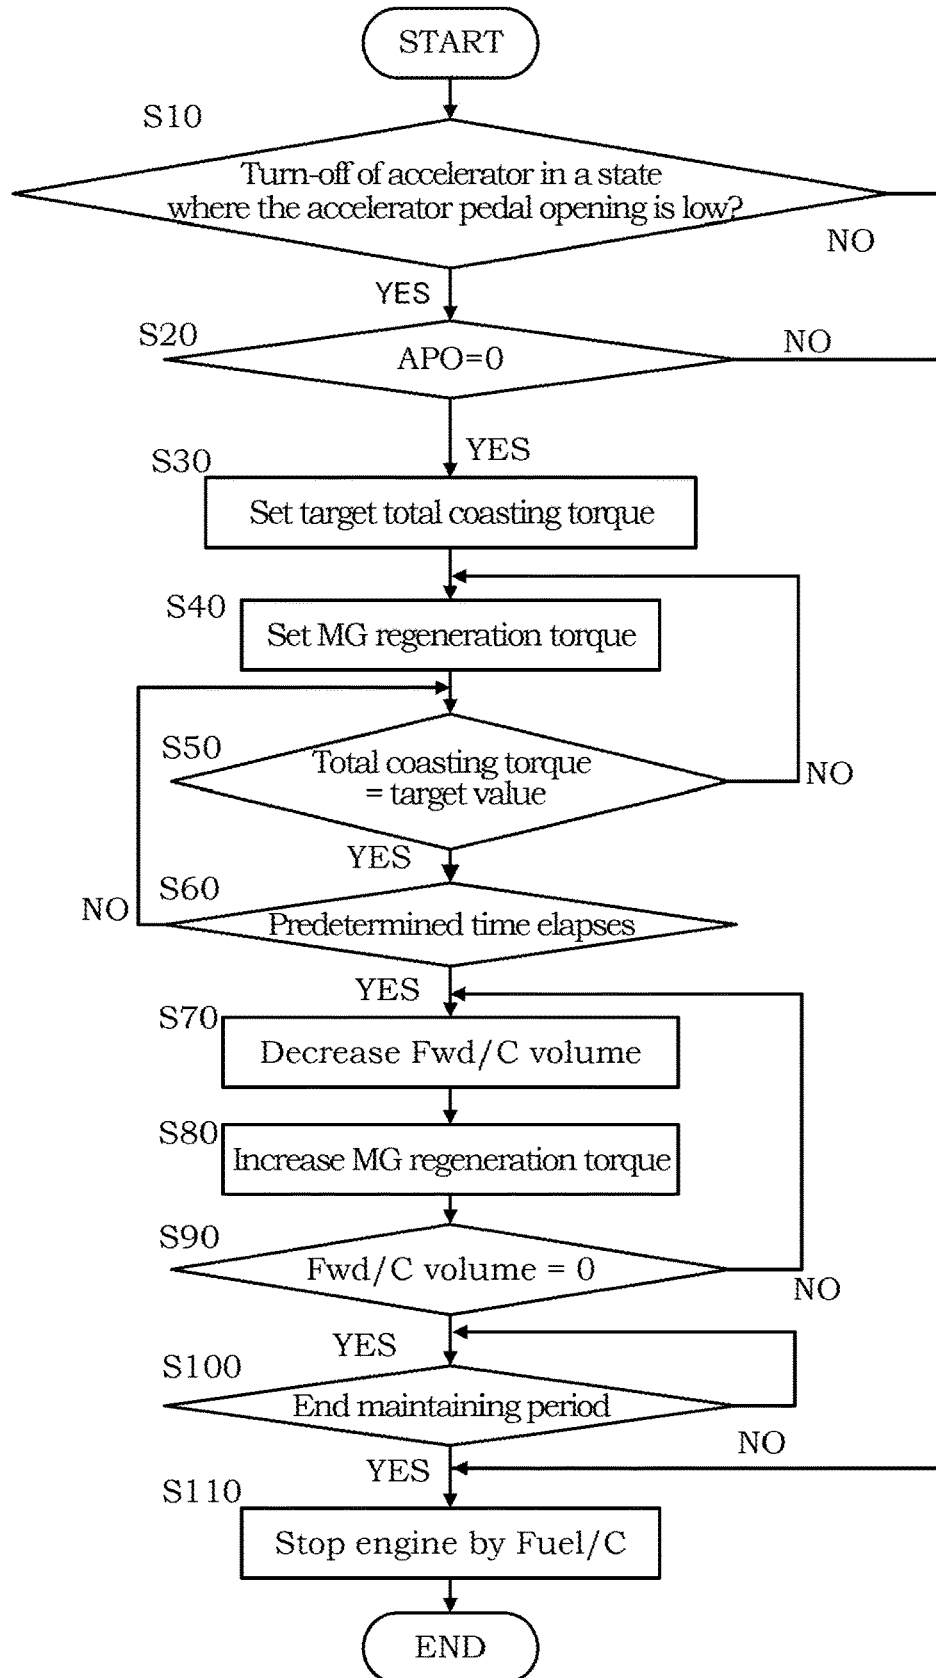 START
S10
Turn-off of accelerator in a state
where the accelerator pedal opening is low?
NO
YES
S20
APO=0
NO
YES
S30
Set target total coasting torque
S40
Set MG regeneration torque
S50
Total coasting torque
= target value
NO
YES
S60
Predetermined time elapses
NO
YES
S70
Decrease Fwd/C volume
S80
Increase MG regeneration torque
S90
Fwd/C volume = 0
NO
YES
S100
End maintaining period
NO
YES
S110
Stop engine by Fuel/C
END